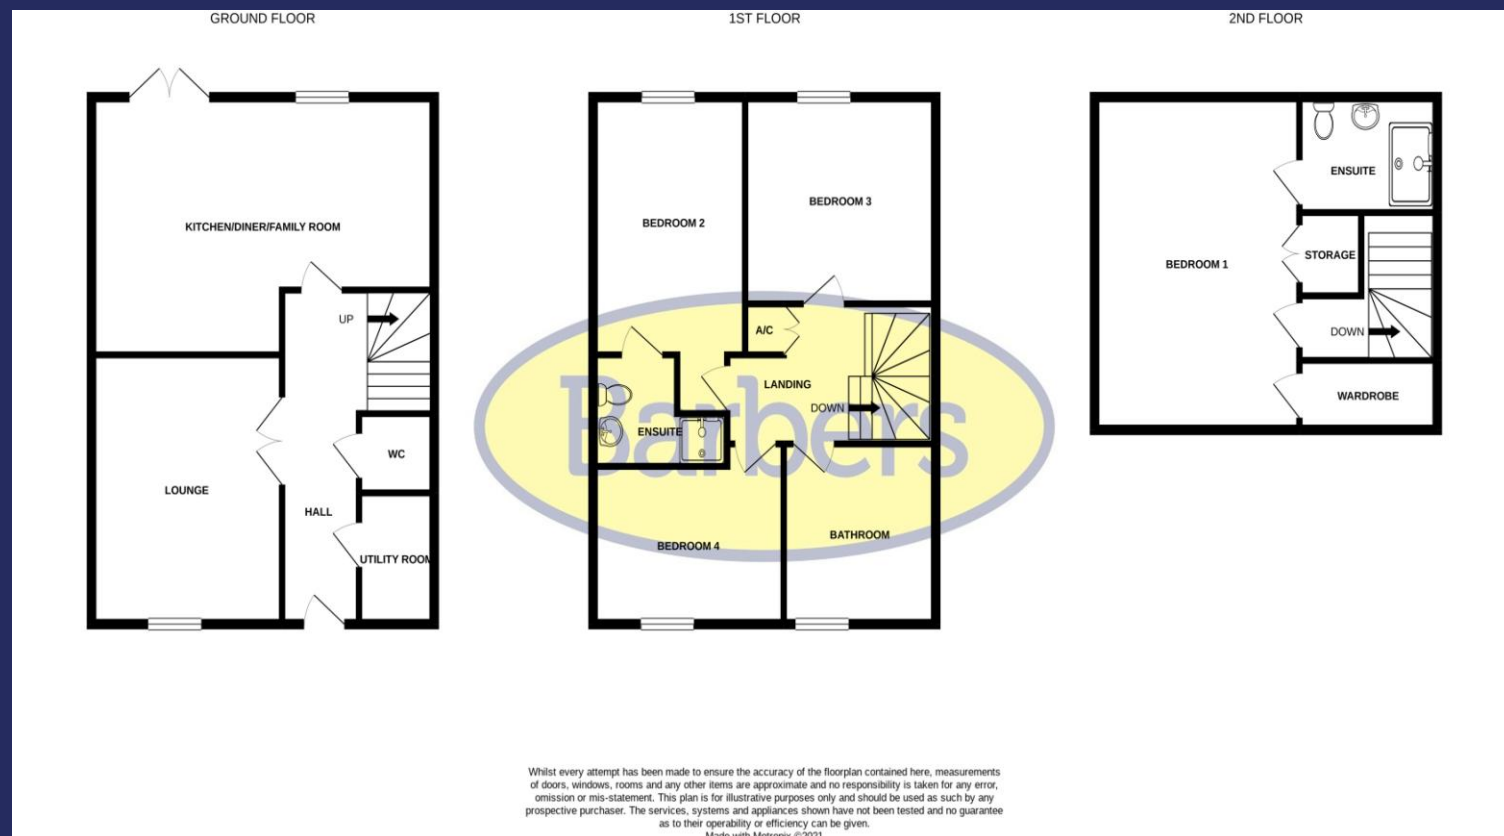 GROUND FLOOR
1ST FLOOR
2ND FLOOR
KITCHEN/DINER/FAMILY ROOM
UP
LOUNGE
HALL
WC
UTILITY ROOM
BEDROOM 2
BEDROOM 3
A/C
LANDING
DOWN
ENSUITE
Barbers
BEDROOM 4
BATHROOM
ENSUITE
BEDROOM 1
STORAGE
DOWN
WARDROBE
Whilst every attempt has been made to ensure the accuracy of the floorplan contained here, measurements
of doors, windows, rooms and any other items are approximate and no responsibility is taken for any error,
omission or mis-statement. This plan is for illustrative purposes only and should be used as such by any
prospective purchaser. The services, systems and appliances shown have not been tested and no guarantee
as to their operability or efficiency can be given.
Made with Metropix ©2021